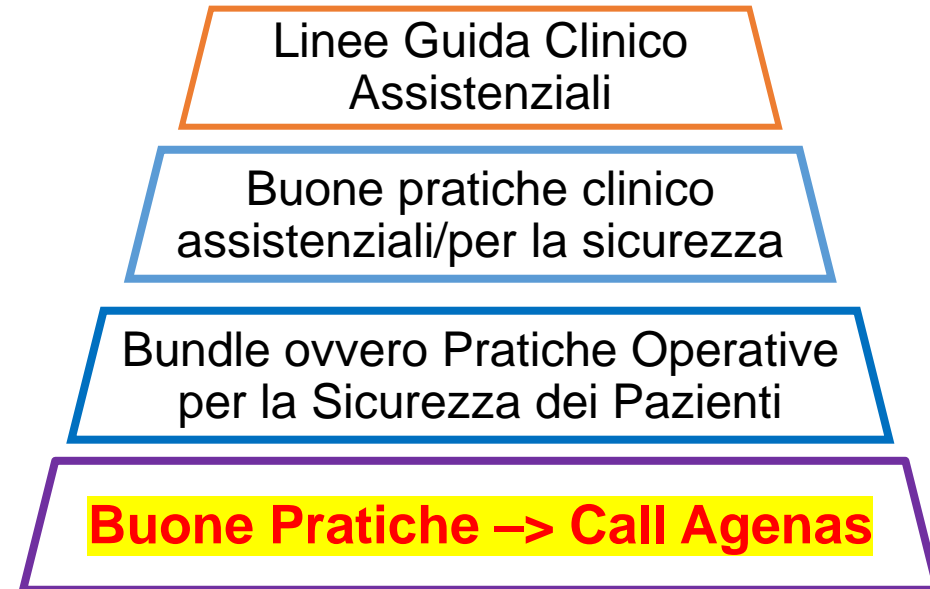 Linee Guida Clinico
Assistenziali
Buone pratiche clinico
assistenziali/per la sicurezza
Bundle ovvero Pratiche Operative
per la Sicurezza dei Pazienti
Buone Pratiche –> Call Agenas